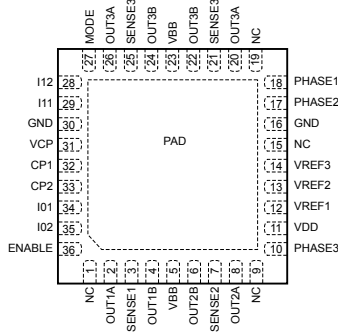 MODE
OUT3A
SENSE3
OUT3B
VBB
OUT3B
SENSE3
OUT3A
NC
27 26 25 24 23 22 21 20 19
I12 28
I11 29
GND 30
VCP 31
CP1 32
CP2 33
I01 34
I02 35
ENABLE 36
PAD
18 PHASE1
17 PHASE2
16 GND
15 NC
14 VREF3
13 VREF2
12 VREF1
11 VDD
10 PHASE3
1 2 3 4 5 6 7 8 9
NC
OUT1A
SENSE1
OUT1B
VBB
OUT2B
SENSE2
OUT2A
NC